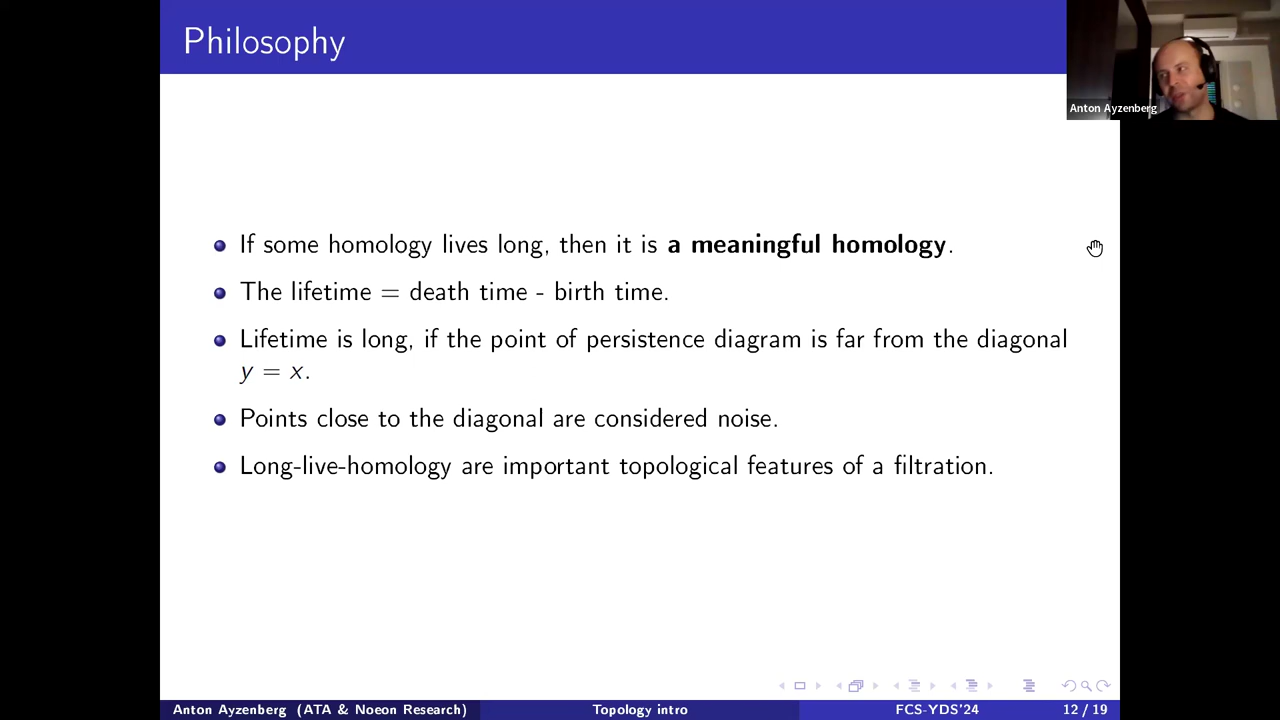 Philosophy
Anton Ayzenberg
If some homology lives long, then it is a meaningful homology.
The lifetime = death time - birth time.
Lifetime is long, if the point of persistence diagram is far from the diagonal
y = x.
Points close to the diagonal are considered noise.
Long-live-homology are important topological features of a filtration.
Anton Ayzenberg (ATA & Noeon Research)
Topology intro
FCS-YDS'24
12 / 19